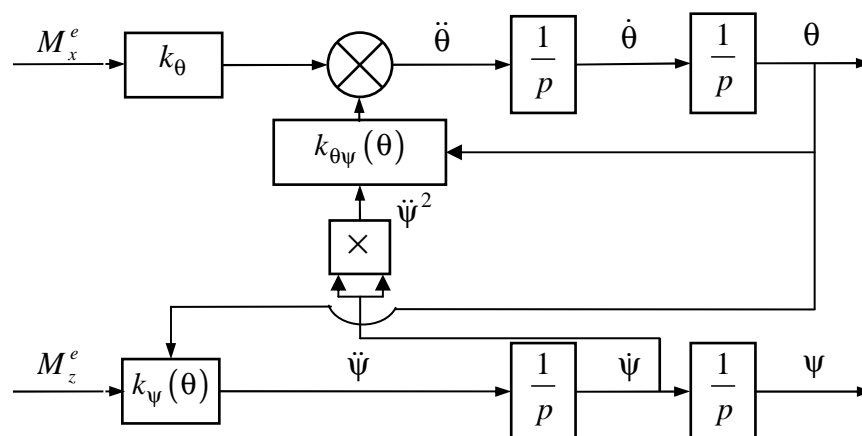 M_x^e k_θ θ̈ 1/p θ̇ 1/p θ
k_θψ(θ)
ψ̈^2
×
M_z^e k_ψ(θ) ψ̈ 1/p ψ̇ 1/p ψ